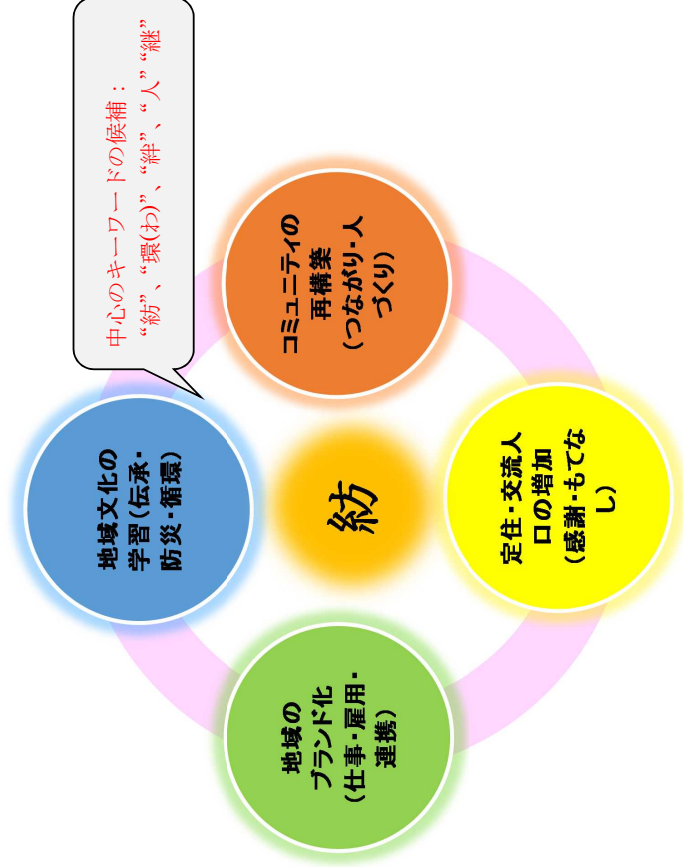 中心のキーワードの候補：
“紡”、“環(わ)”、“絆”、“人”“継”
地域文化の
学習(伝承・
防災・循環)
コミュニティの
再構築
(つながり・人
づくり)
紡
地域の
ブランド化
(仕事・雇用・
連携)
定住・交流人
口の増加
(感謝・もてな
し)